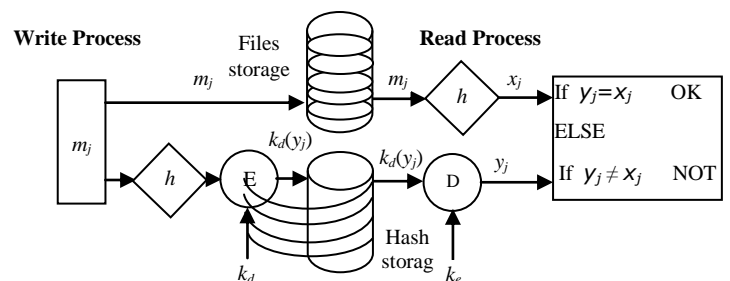 Write Process
Files
storage
Read Process
m_j
m_j
x_j
h
If y_j=x_j OK
ELSE
If y_j ≠ x_j NOT
m_j
k_d(y_j)
h
E
k_d(y_j)
D
y_j
Hash
storag
k_d
k_e